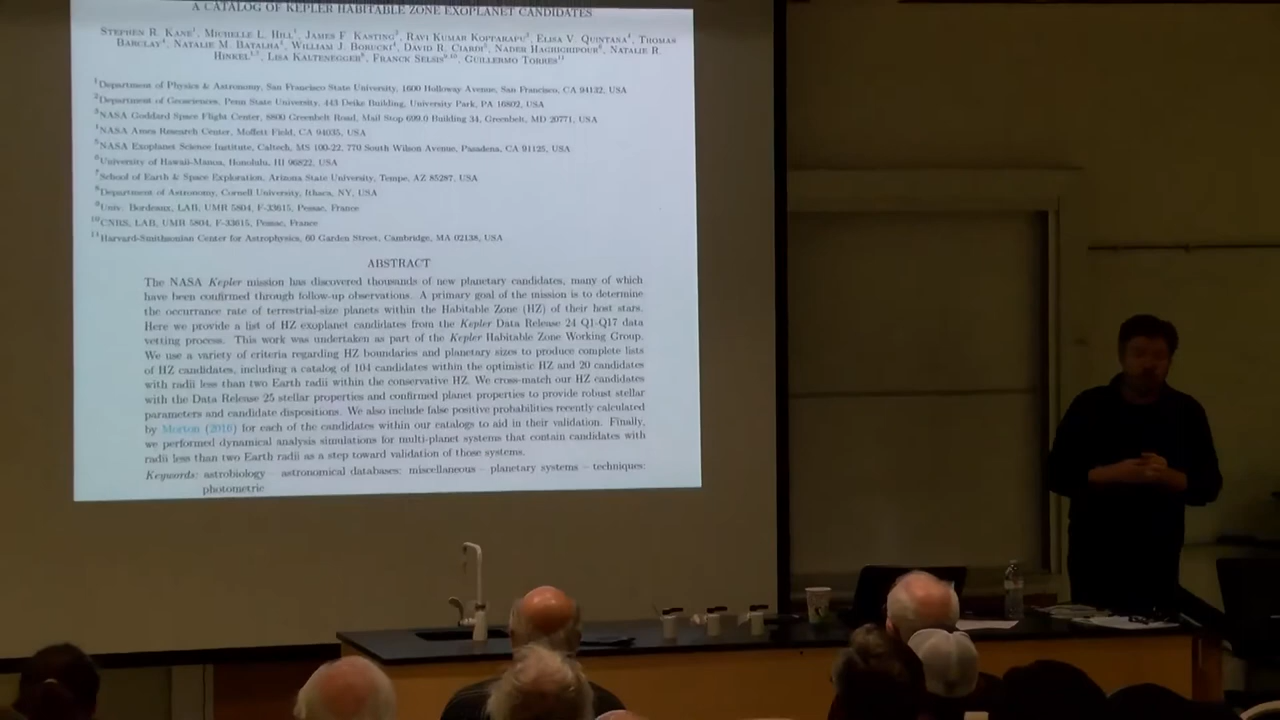 A CATALOG OF KEPLER HABITABLE ZONE EXOPLANET CANDIDATES
Stephen R. Kane1, Michelle L. Hill1, James F. Kasting2, Ravi Kumar Kopparapu3, Elisa V. Quintana4, Thomas
Barclay4, Natalie M. Batalha4, William J. Borucki4, David R. Ciardi5, Nader Haghighipour6, Natalie R.
Hinkel1,7, Lisa Kaltenegger8, Franck Selsis9,10, Guillermo Torres11
1Department of Physics & Astronomy, San Francisco State University, 1600 Holloway Avenue, San Francisco, CA 94132, USA
2Department of Geosciences, Penn State University, 443 Deike Building, University Park, PA 16802, USA
3NASA Goddard Space Flight Center, 8800 Greenbelt Road, Mail Stop 699.0 Building 34, Greenbelt, MD 20771, USA
4NASA Ames Research Center, Moffett Field, CA 94035, USA
5NASA Exoplanet Science Institute, Caltech, MS 100-22, 770 South Wilson Avenue, Pasadena, CA 91125, USA
6University of Hawaii-Manoa, Honolulu, HI 96822, USA
7School of Earth & Space Exploration, Arizona State University, Tempe, AZ 85287, USA
8Department of Astronomy, Cornell University, Ithaca, NY, USA
9Univ. Bordeaux, LAB, UMR 5804, F-33615, Pessac, France
10CNRS, LAB, UMR 5804, F-33615, Pessac, France
11Harvard-Smithsonian Center for Astrophysics, 60 Garden Street, Cambridge, MA 02138, USA
ABSTRACT
The NASA Kepler mission has discovered thousands of new planetary candidates, many of which
have been confirmed through follow-up observations. A primary goal of the mission is to determine
the occurrance rate of terrestrial-size planets within the Habitable Zone (HZ) of their host stars.
Here we provide a list of HZ exoplanet candidates from the Kepler Data Release 24 Q1-Q17 data
vetting process. This work was undertaken as part of the Kepler Habitable Zone Working Group.
We use a variety of criteria regarding HZ boundaries and planetary sizes to produce complete lists
of HZ candidates, including a catalog of 104 candidates within the optimistic HZ and 20 candidates
with radii less than two Earth radii within the conservative HZ. We cross-match our HZ candidates
with the Data Release 25 stellar properties and confirmed planet properties to provide robust stellar
parameters and candidate dispositions. We also include false positive probabilities recently calculated
by Morton (2016) for each of the candidates within our catalogs to aid in their validation. Finally,
we performed dynamical analysis simulations for multi-planet systems that contain candidates with
radii less than two Earth radii as a step toward validation of those systems.
Keywords: astrobiology – astronomical databases: miscellaneous – planetary systems – techniques:
photometric